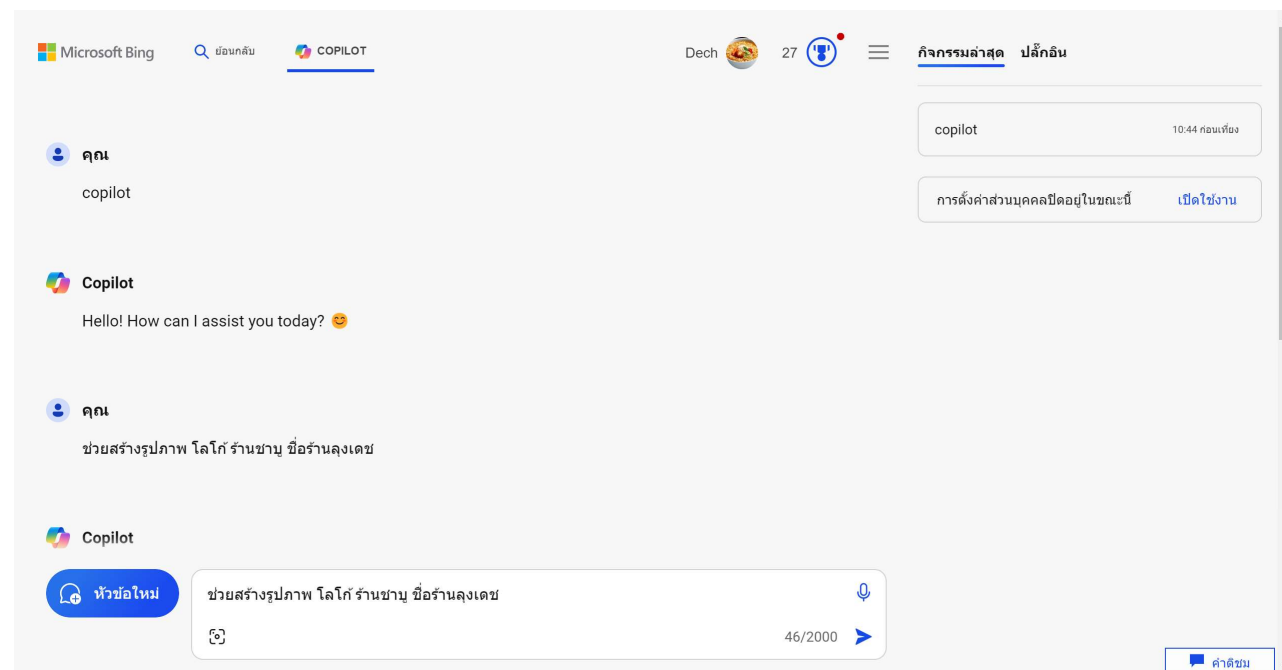 Microsoft Bing
ย้อนกลับ
COPILOT
Dech
27
คุณ
copilot
Copilot
Hello! How can I assist you today?
คุณ
ช่วยสร้างรูปภาพ โลโก้ ร้านชาบู ชื่อร้านลุงเดช
Copilot
หัวข้อใหม่
ช่วยสร้างรูปภาพ โลโก้ ร้านชาบู ชื่อร้านลุงเดช
46/2000
กิจกรรมล่าสุด ปลั๊กอิน
copilot 10:44 ก่อนเที่ยง
การตั้งค่าส่วนบุคคลปิดอยู่ในขณะนี้ เปิดใช้งาน
คำติชม